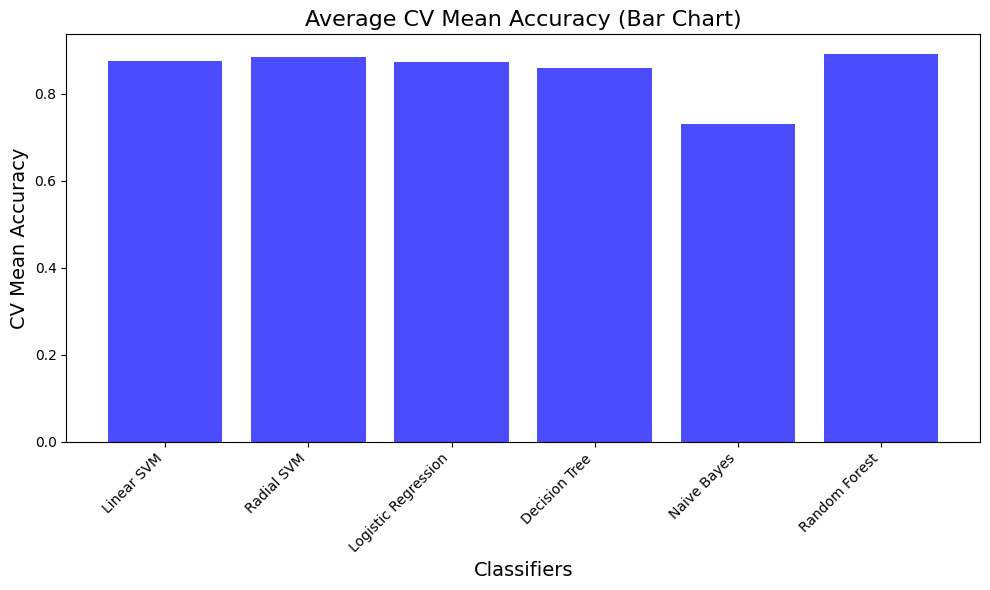 Average CV Mean Accuracy (Bar Chart)
CV Mean Accuracy
0.8
0.6
0.4
0.2
0.0
Linear SVM
Radial SVM
Logistic Regression
Decision Tree
Naive Bayes
Random Forest
Classifiers